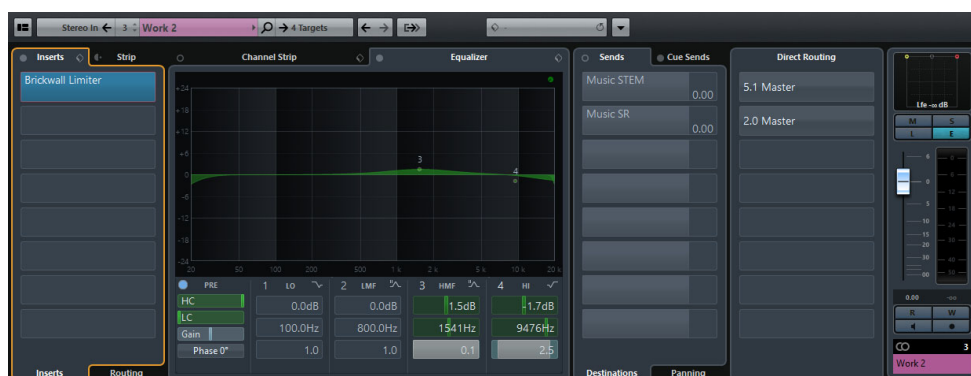 Stereo In ← 3 Work 2 → 4 Targets -
Inserts Strip Channel Strip Equalizer Sends Cue Sends Direct Routing
Brickwall Limiter
+24
+18
+12
+6
0
-6
-12
-18
-24
3
4
20 50 100 200 500 1 k 2 k 5 k 10 k 20 k
PRE 1 LO 2 LMF 3 HMF 4 HI
HC 0.0dB 0.0dB 1.5dB -1.7dB
LC
Gain 100.0Hz 800.0Hz 1541Hz 9476Hz
Phase 0° 1.0 1.0 0.1 2.5
Music STEM
0.00
Music SR
0.00
5.1 Master
2.0 Master
Lfe -∞ dB
M S
L E
6
0
5
10
15
20
30
00
0.00 -∞
R W
3
Work 2
Inserts Routing Destinations Panning